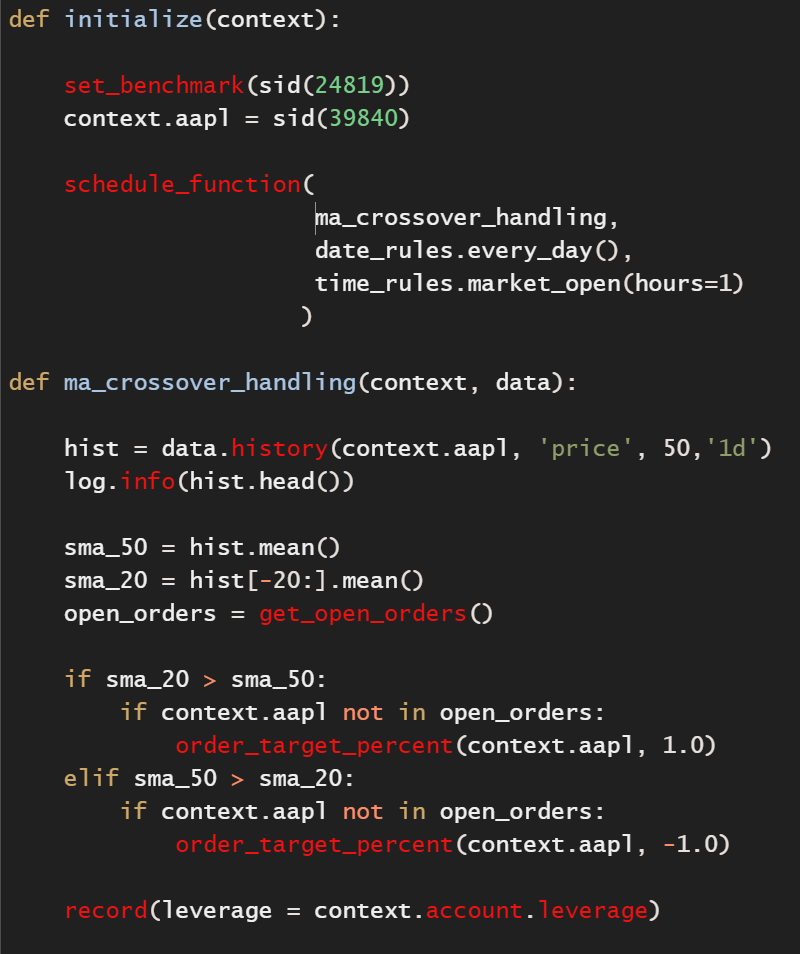 def initialize(context):
    set_benchmark(sid(24819))
    context.aapl = sid(39840)
    schedule_function(
                      ma_crossover_handling,
                      date_rules.every_day(),
                      time_rules.market_open(hours=1)
                     )
def ma_crossover_handling(context, data):
    hist = data.history(context.aapl, 'price', 50,'1d')
    log.info(hist.head())
    sma_50 = hist.mean()
    sma_20 = hist[-20:].mean()
    open_orders = get_open_orders()
    if sma_20 > sma_50:
        if context.aapl not in open_orders:
            order_target_percent(context.aapl, 1.0)
    elif sma_50 > sma_20:
        if context.aapl not in open_orders:
            order_target_percent(context.aapl, -1.0)
    record(leverage = context.account.leverage)